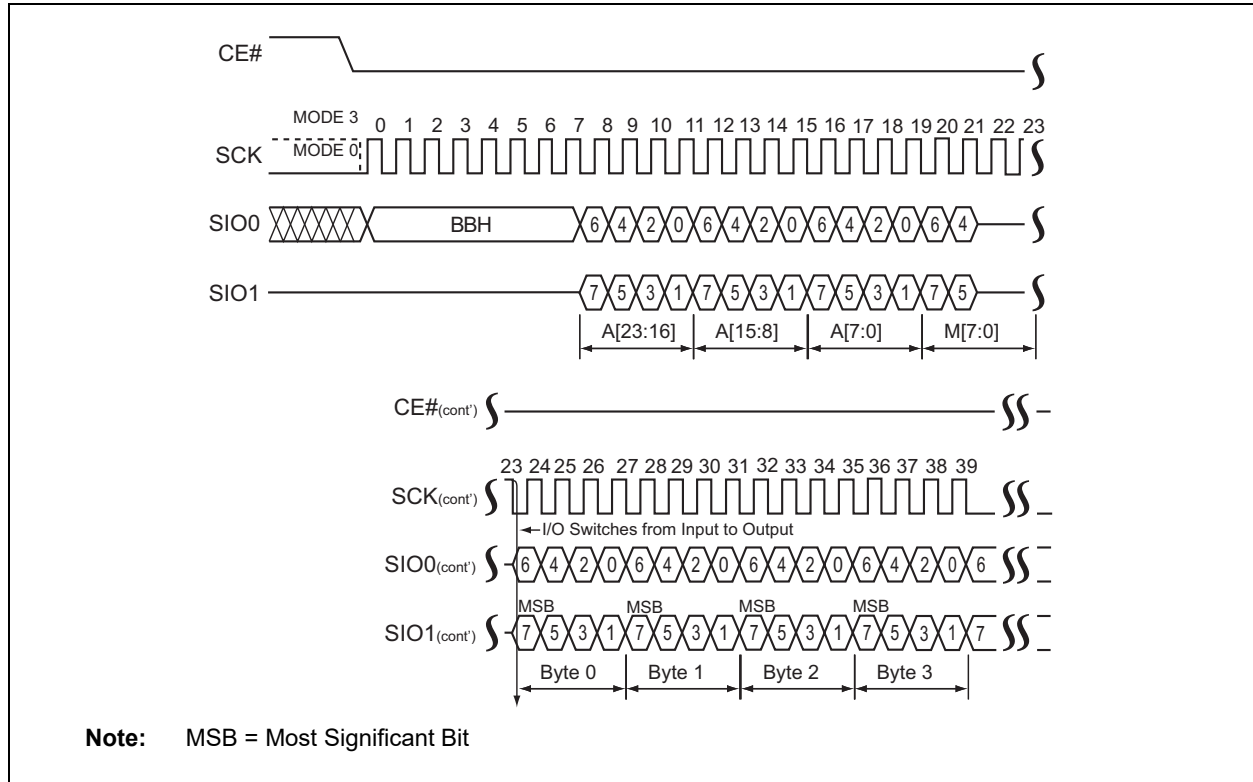 CE#
MODE 3
0 1 2 3 4 5 6 7 8 9 10 11 12 13 14 15 16 17 18 19 20 21 22 23
SCK MODE 0
SIO0 BBH 6 4 2 0 6 4 2 0 6 4 2 0 6 4
SIO1 7 5 3 1 7 5 3 1 7 5 3 1 7 5
A[23:16] A[15:8] A[7:0] M[7:0]
CE#(cont')
23 24 25 26 27 28 29 30 31 32 33 34 35 36 37 38 39
SCK(cont')
I/O Switches from Input to Output
SIO0(cont') 6 4 2 0 6 4 2 0 6 4 2 0 6 4 2 0 6
MSB MSB MSB MSB
SIO1(cont') 7 5 3 1 7 5 3 1 7 5 3 1 7 5 3 1 7
Byte 0 Byte 1 Byte 2 Byte 3
Note: MSB = Most Significant Bit